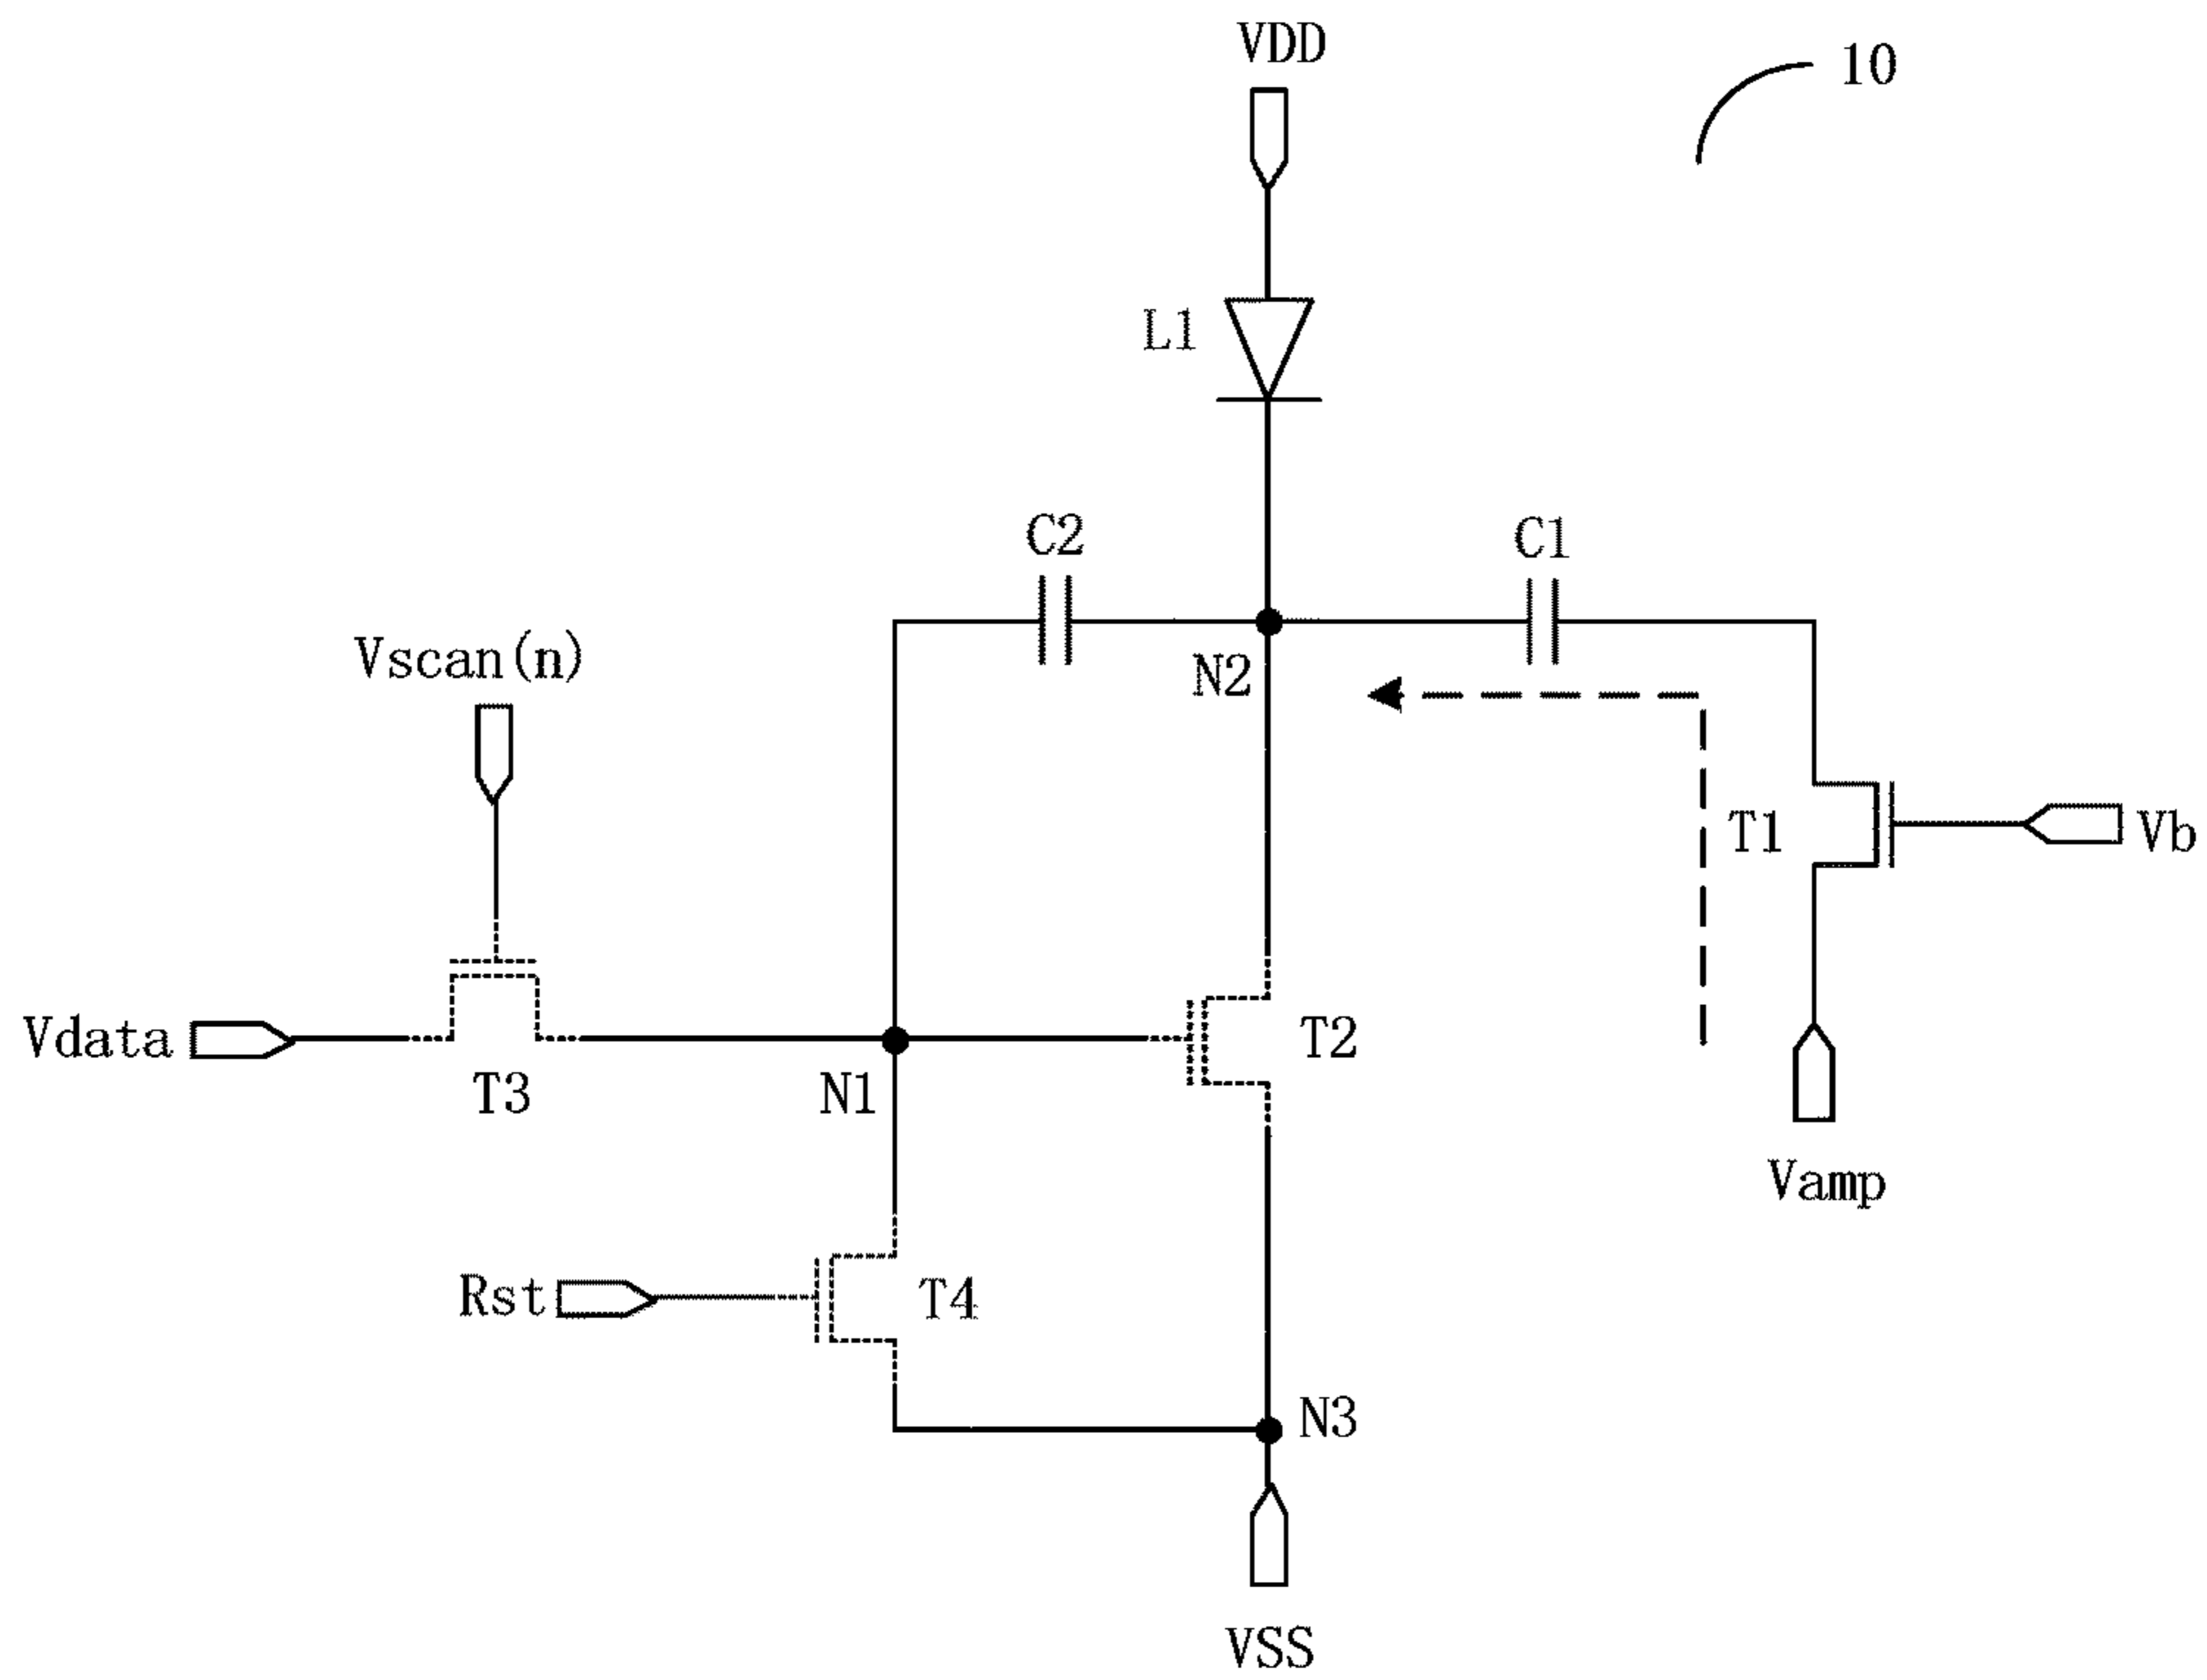 VDD
10
L1
C2
C1
Vscan(n)
N2
T1
Vb
Vdata
T3
N1
T2
Vamp
Rst
T4
N3
VSS